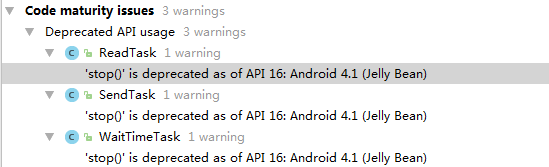 Code maturity issues 3 warnings
Deprecated API usage 3 warnings
C ReadTask 1 warning
'stop()' is deprecated as of API 16: Android 4.1 (Jelly Bean)
C SendTask 1 warning
'stop()' is deprecated as of API 16: Android 4.1 (Jelly Bean)
C WaitTimeTask 1 warning
'stop()' is deprecated as of API 16: Android 4.1 (Jelly Bean)